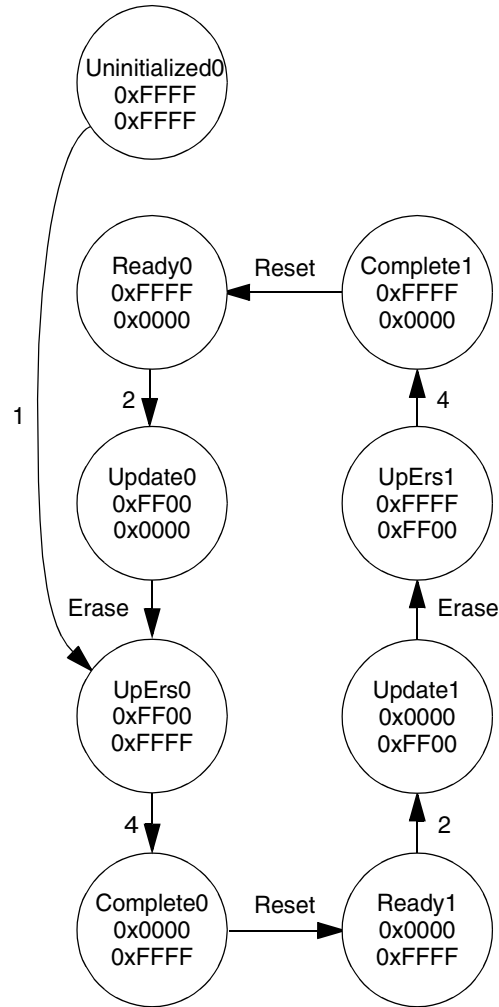 Uninitialized0
0xFFFF
0xFFFF
Ready0
0xFFFF
0x0000
Reset
Complete1
0xFFFF
0x0000
1
2
4
Update0
0xFF00
0x0000
UpErs1
0xFFFF
0xFF00
Erase
Erase
UpErs0
0xFF00
0xFFFF
Update1
0x0000
0xFF00
4
2
Complete0
0x0000
0xFFFF
Reset
Ready1
0x0000
0xFFFF